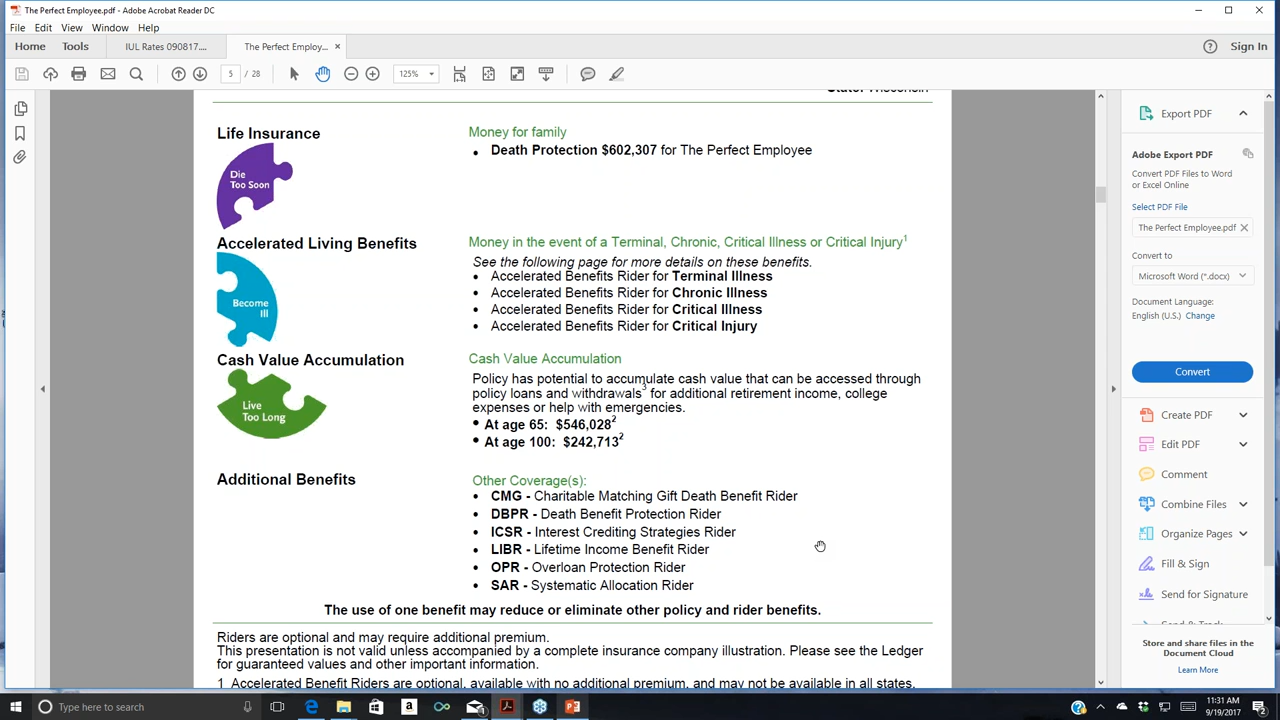 The Perfect Employee.pdf - Adobe Acrobat Reader DC
File Edit View Window Help
Home Tools IUL Rates 090817.... The Perfect Employ... × Sign In
5 / 28 125%
Life Insurance
Die
Too Soon
Money for family
• Death Protection $602,307 for The Perfect Employee
Accelerated Living Benefits
Become
Ill
Money in the event of a Terminal, Chronic, Critical Illness or Critical Injury1
See the following page for more details on these benefits.
• Accelerated Benefits Rider for Terminal Illness
• Accelerated Benefits Rider for Chronic Illness
• Accelerated Benefits Rider for Critical Illness
• Accelerated Benefits Rider for Critical Injury
Cash Value Accumulation
Live
Too Long
Cash Value Accumulation
Policy has potential to accumulate cash value that can be accessed through
policy loans and withdrawals3 for additional retirement income, college
expenses or help with emergencies.
• At age 65: $546,0282
• At age 100: $242,7132
Additional Benefits
Other Coverage(s):
• CMG - Charitable Matching Gift Death Benefit Rider
• DBPR - Death Benefit Protection Rider
• ICSR - Interest Crediting Strategies Rider
• LIBR - Lifetime Income Benefit Rider
• OPR - Overloan Protection Rider
• SAR - Systematic Allocation Rider
The use of one benefit may reduce or eliminate other policy and rider benefits.
Riders are optional and may require additional premium.
This presentation is not valid unless accompanied by a complete insurance company illustration. Please see the Ledger
for guaranteed values and other important information.
1 Accelerated Benefit Riders are optional, available with no additional premium, and may not be available in all states.
Export PDF
Adobe Export PDF
Convert PDF Files to Word
or Excel Online
Select PDF File
The Perfect Employee.pdf ×
Convert to
Microsoft Word (*.docx)
Document Language:
English (U.S.) Change
Convert
Create PDF
Edit PDF
Comment
Combine Files
Organize Pages
Fill & Sign
Send for Signature
Store and share files in the
Document Cloud
Learn More
Type here to search
11:31 AM
9/19/2017